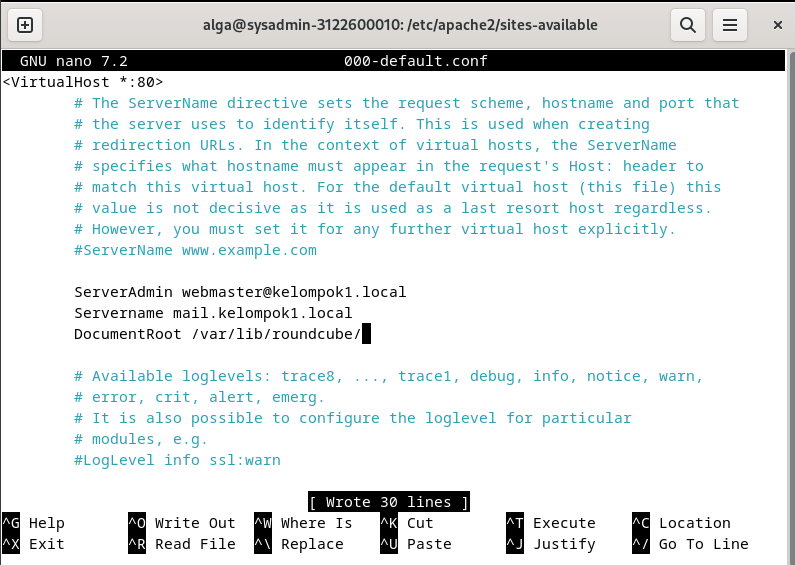 alga@sysadmin-3122600010: /etc/apache2/sites-available
GNU nano 7.2 000-default.conf
<VirtualHost *:80>
# The ServerName directive sets the request scheme, hostname and port that
# the server uses to identify itself. This is used when creating
# redirection URLs. In the context of virtual hosts, the ServerName
# specifies what hostname must appear in the request's Host: header to
# match this virtual host. For the default virtual host (this file) this
# value is not decisive as it is used as a last resort host regardless.
# However, you must set it for any further virtual host explicitly.
#ServerName www.example.com
ServerAdmin webmaster@kelompok1.local
Servername mail.kelompok1.local
DocumentRoot /var/lib/roundcube/
# Available loglevels: trace8, ..., trace1, debug, info, notice, warn,
# error, crit, alert, emerg.
# It is also possible to configure the loglevel for particular
# modules, e.g.
#LogLevel info ssl:warn
[ Wrote 30 lines ]
^G Help ^O Write Out ^W Where Is ^K Cut ^T Execute ^C Location
^X Exit ^R Read File ^\ Replace ^U Paste ^J Justify ^/ Go To Line